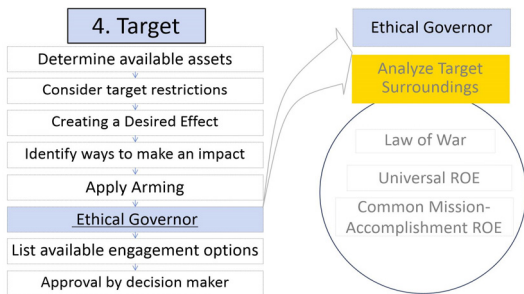 4. Target
Determine available assets
Consider target restrictions
Creating a Desired Effect
Identify ways to make an impact
Apply Arming
Ethical Governor
List available engagement options
Approval by decision maker
Ethical Governor
Analyze Target
Surroundings
Law of War
Universal ROE
Common Mission-
Accomplishment ROE